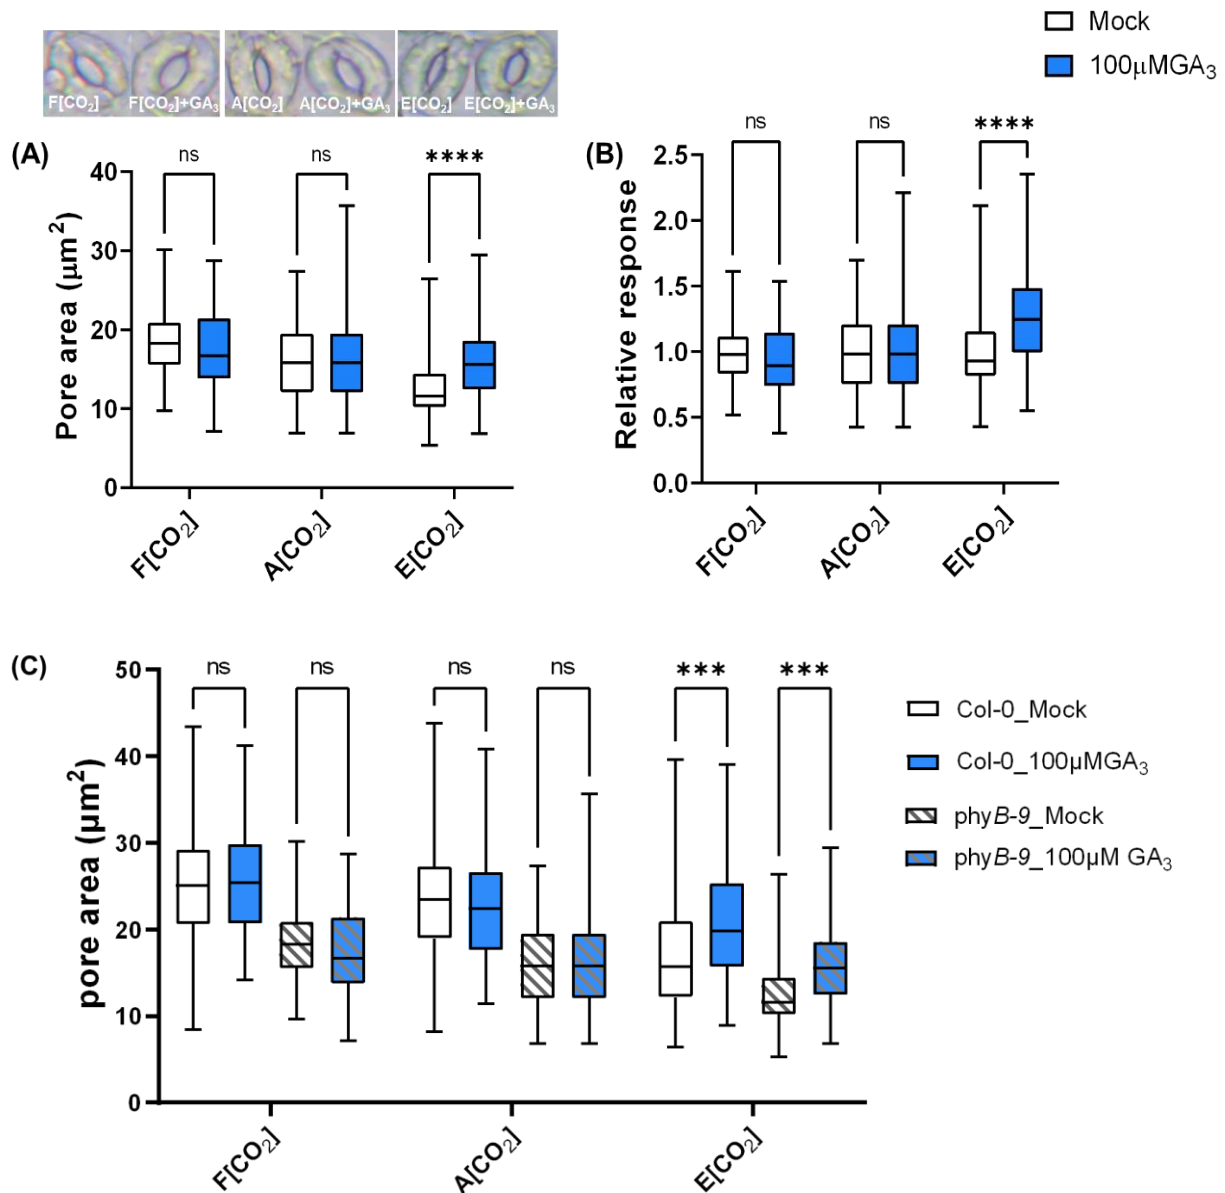 Mock
100μMGA₃
F[CO₂] F[CO₂]+GA₃ A[CO₂] A[CO₂]+GA₃ E[CO₂] E[CO₂]+GA₃
(A)
ns ns ****
Pore area (μm²)
40
30
20
10
0
F[CO₂] A[CO₂] E[CO₂]
(B)
ns ns ****
Relative response
2.5
2.0
1.5
1.0
0.5
0.0
F[CO₂] A[CO₂] E[CO₂]
(C)
ns ns ns ns *** ***
pore area (μm²)
50
40
30
20
10
0
F[CO₂] A[CO₂] E[CO₂]
Col-0_Mock
Col-0_100μMGA₃
phyB-9_Mock
phyB-9_100μM GA₃